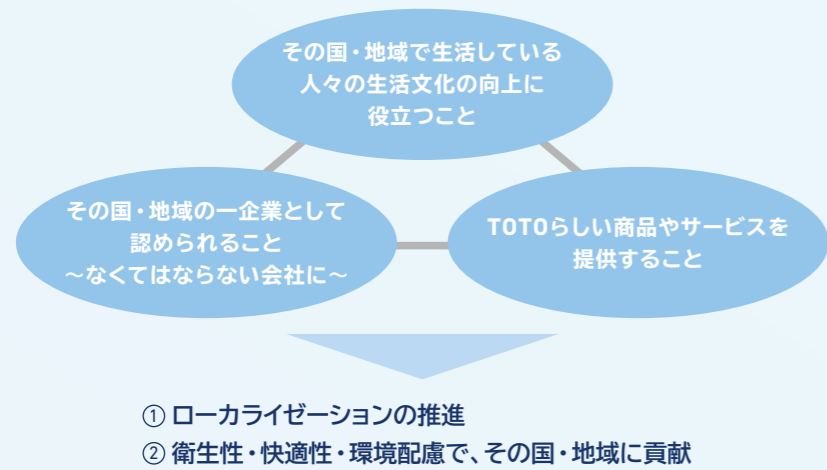 その国・地域で生活している
人々の生活文化の向上に
役立つこと
その国・地域の一企業として
認められること
～なくてはならない会社に～
TOTOらしい商品やサービスを
提供すること
① ローカライゼーションの推進
② 衛生性・快適性・環境配慮で、その国・地域に貢献